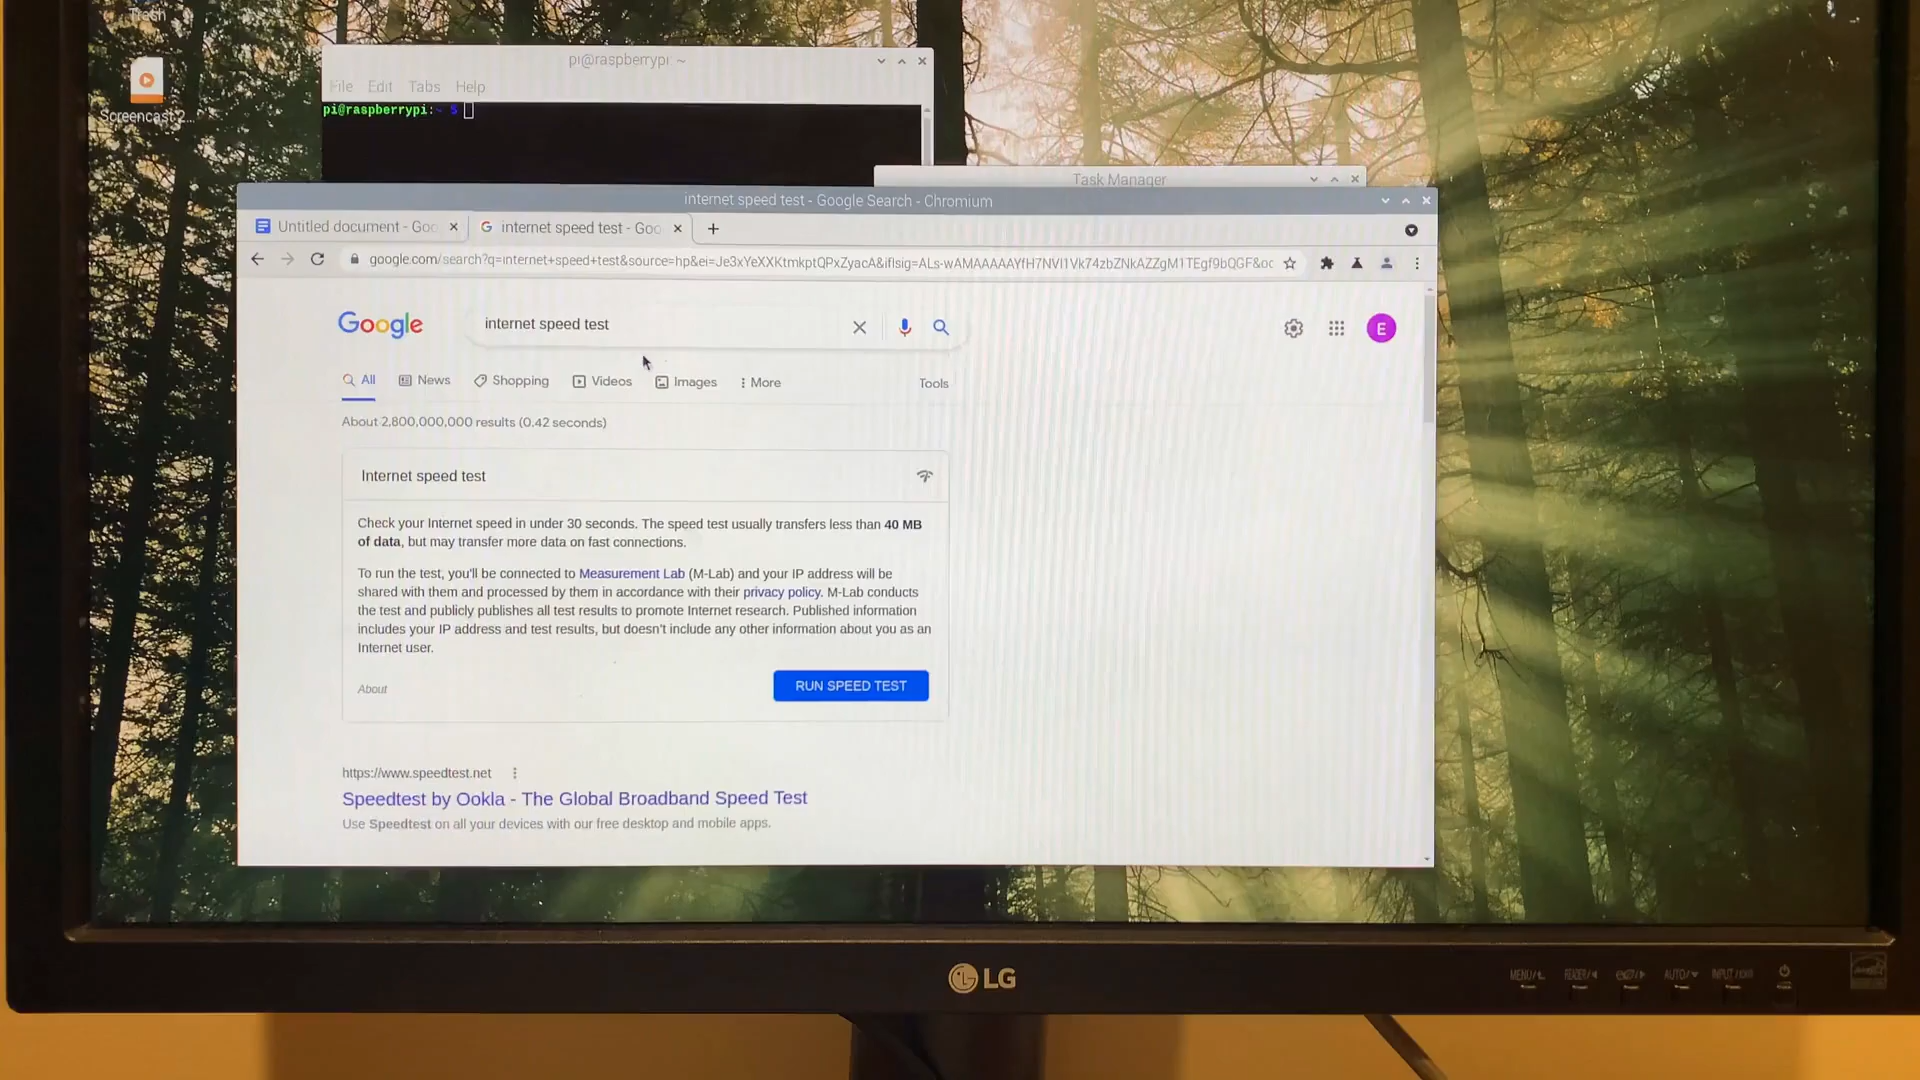 Trash
Screencast 2...
pi@raspberrypi: ~
File Edit Tabs Help
pi@raspberrypi:~ $
Task Manager
internet speed test - Google Search - Chromium
Untitled document - Goo
internet speed test - Goo
google.com/search?q=internet+speed+test&source=hp&ei=
Google
internet speed test
E
All News Shopping Videos Images More Tools
About 2,800,000,000 results (0.42 seconds)
Internet speed test
Check your Internet speed in under 30 seconds. The speed test usually transfers less than 40 MB
of data, but may transfer more data on fast connections.
To run the test, you'll be connected to Measurement Lab (M-Lab) and your IP address will be
shared with them and processed by them in accordance with their privacy policy. M-Lab conducts
the test and publicly publishes all test results to promote Internet research. Published information
includes your IP address and test results, but doesn't include any other information about you as an
Internet user.
About
RUN SPEED TEST
https://www.speedtest.net
Speedtest by Ookla - The Global Broadband Speed Test
Use Speedtest on all your devices with our free desktop and mobile apps.
LG
MENU/ READER/ AUTO/ INPUT/